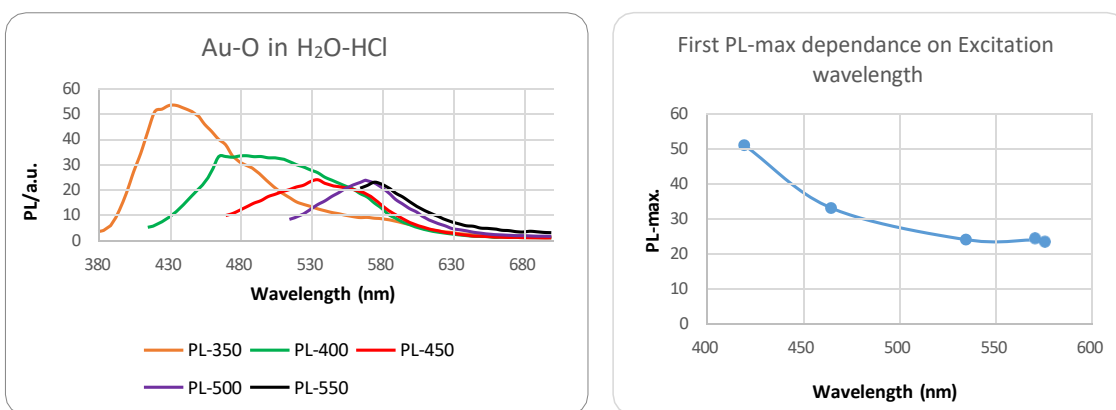 Au-O in H₂O-HCl
PL/a.u.
60
50
40
30
20
10
0
380 430 480 530 580 630 680
Wavelength (nm)
PL-350 PL-400 PL-450
PL-500 PL-550
First PL-max dependance on Excitation
wavelength
PL-max.
60
50
40
30
20
10
0
400 450 500 550 600
Wavelength (nm)